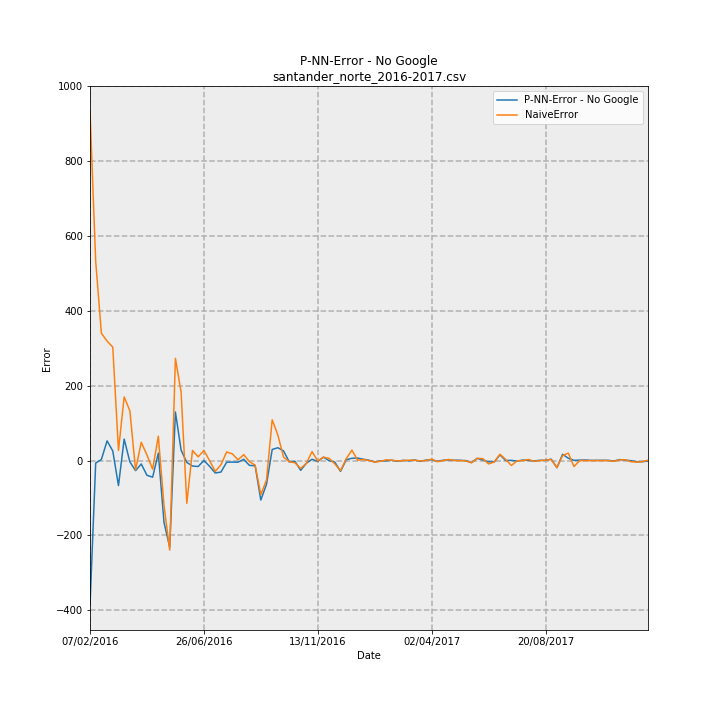 P-NN-Error - No Google
santander_norte_2016-2017.csv
P-NN-Error - No Google
NaiveError
1000
800
600
400
200
0
−200
−400
Error
07/02/2016
26/06/2016
13/11/2016
02/04/2017
20/08/2017
Date